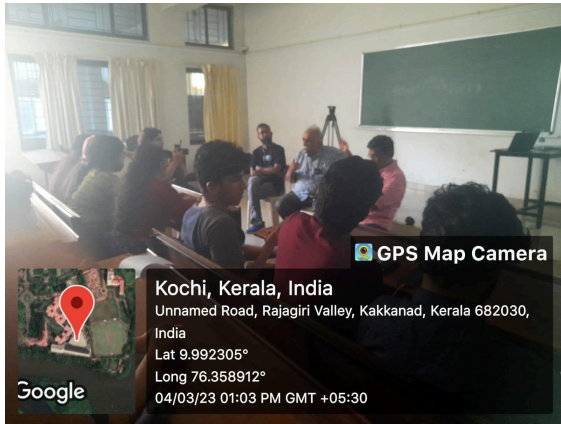 GPS Map Camera
Kochi, Kerala, India
Unnamed Road, Rajagiri Valley, Kakkanad, Kerala 682030,
India
Lat 9.992305°
Long 76.358912°
04/03/23 01:03 PM GMT +05:30
Google